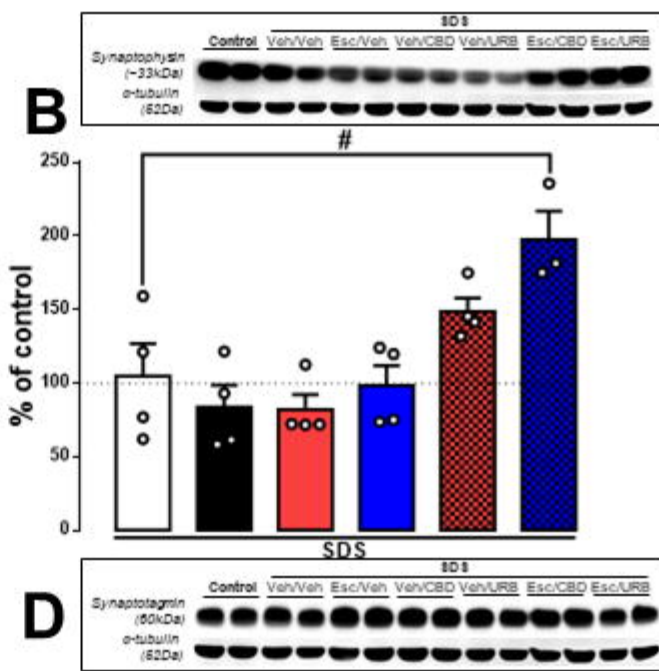 SDS
Control Veh/Veh Esc/Veh Veh/CBD Veh/URB Esc/CBD Esc/URB
Synaptophysin
(~33kDa)
α-tubulin
(52Da)
B
#
250
200
150
100
50
0
% of control
SDS
SDS
Control Veh/Veh Esc/Veh Veh/CBD Veh/URB Esc/CBD Esc/URB
Synaptotagmin
(60kDa)
α-tubulin
(52Da)
D